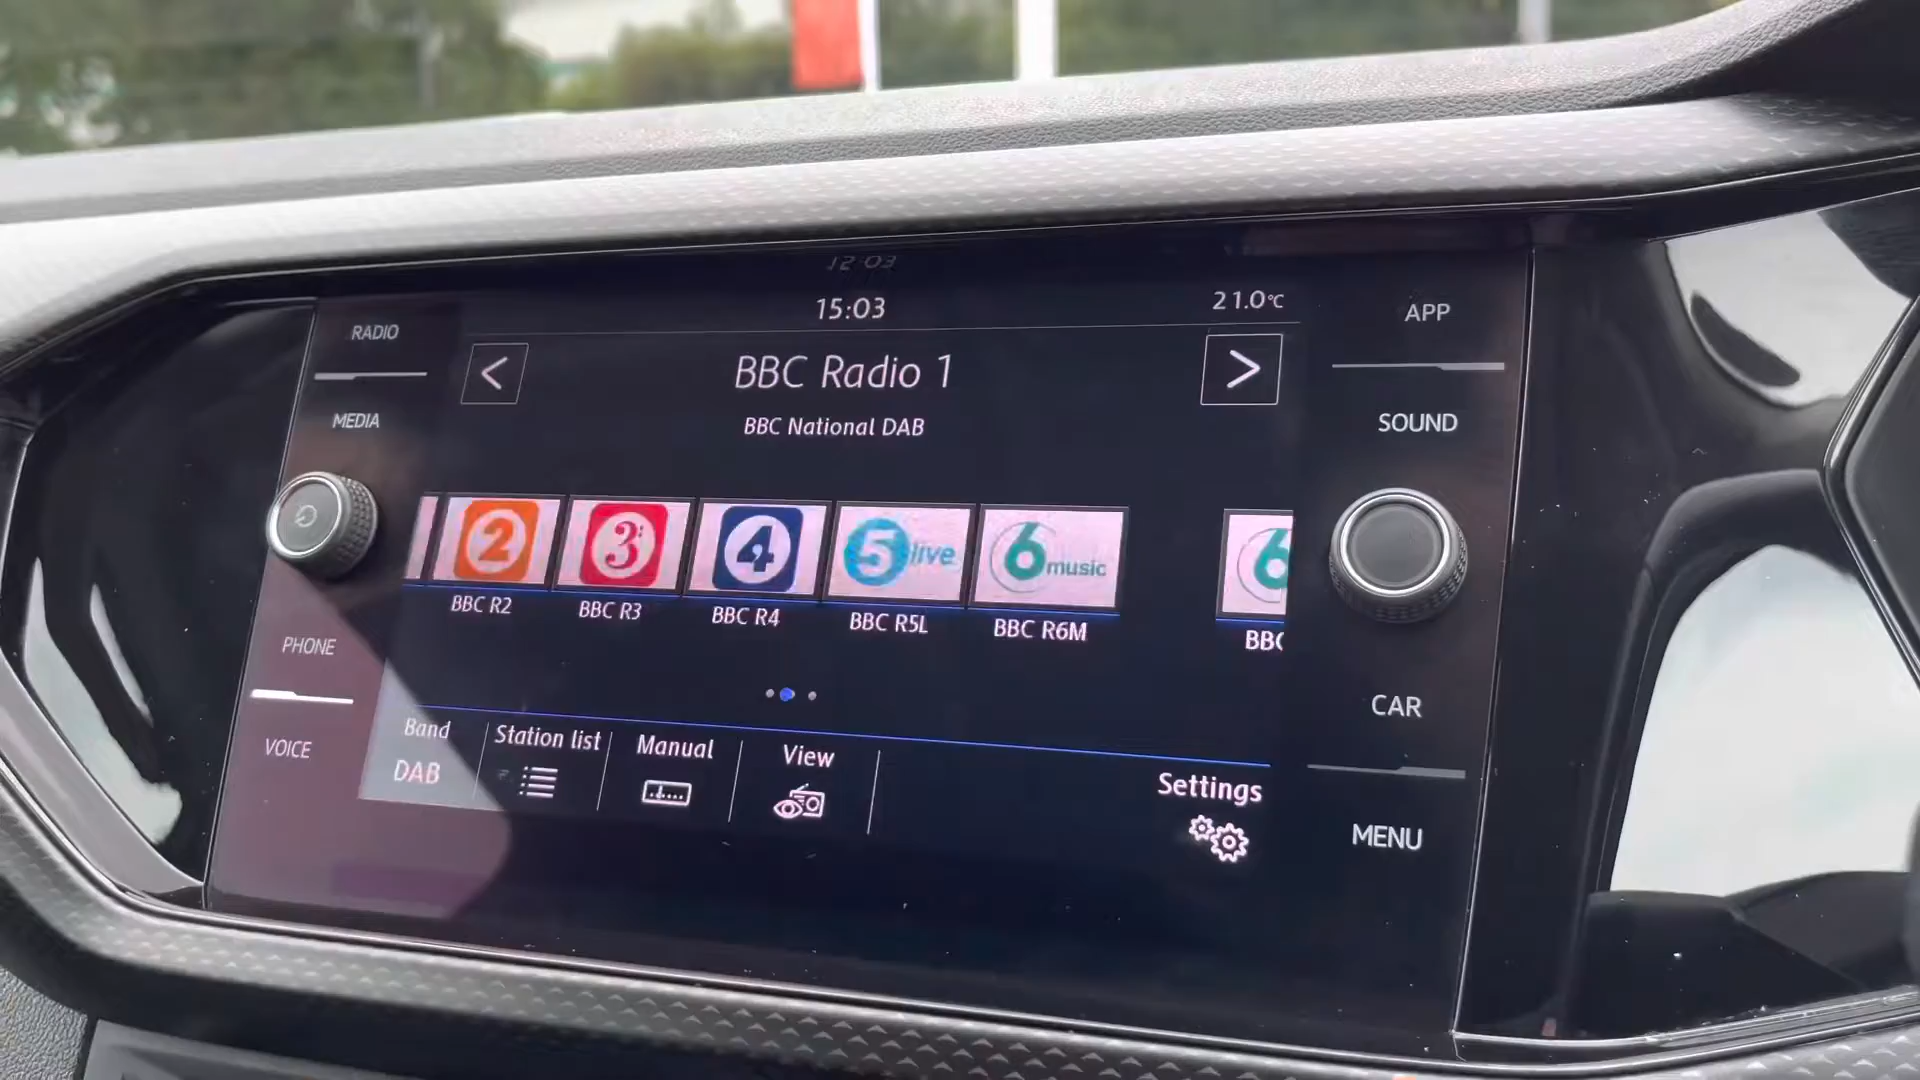 12:03
15:03
21.0°C
RADIO
APP
BBC Radio 1
MEDIA
SOUND
BBC National DAB
2
3
4
5 live
6 music
6
BBC R2
BBC R3
BBC R4
BBC R5L
BBC R6M
BBC
PHONE
CAR
VOICE
Band
DAB
Station list
Manual
View
Settings
MENU